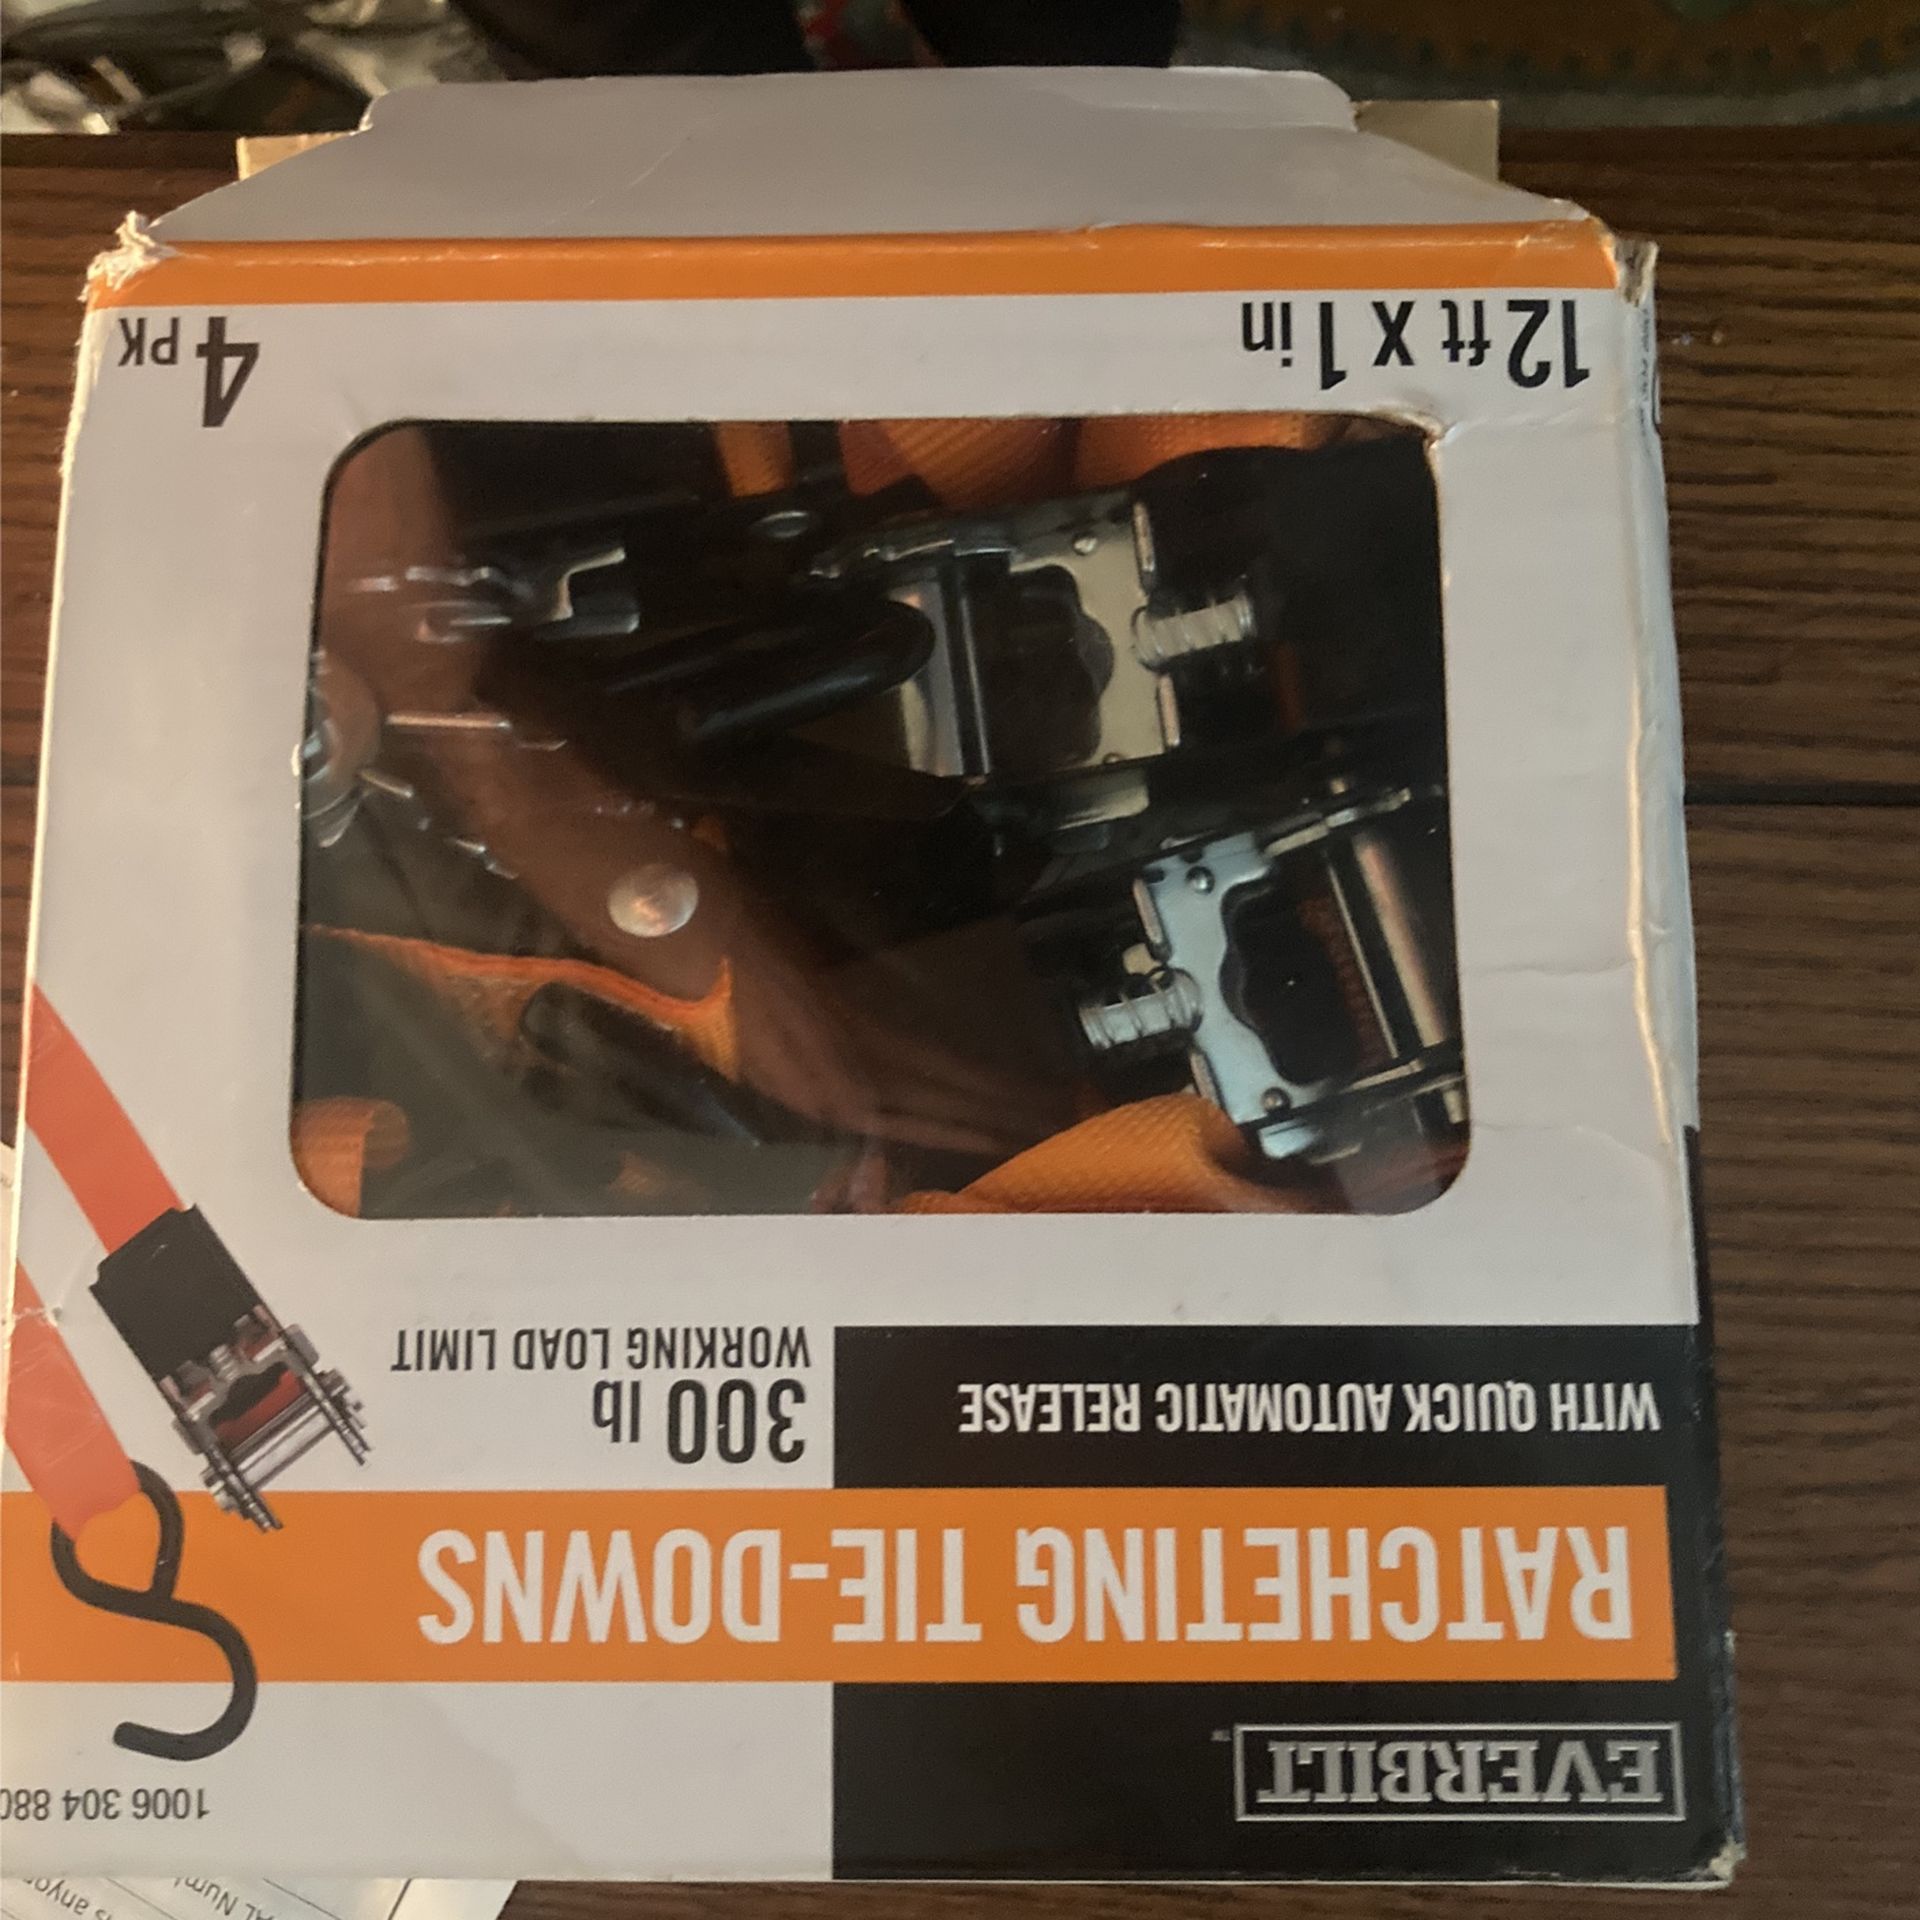 1006 304 880
EVERBILT™
RATCHETING TIE-DOWNS
WITH QUICK AUTOMATIC RELEASE
300 lb
WORKING LOAD LIMIT
12 ft X 1 in
4 PK